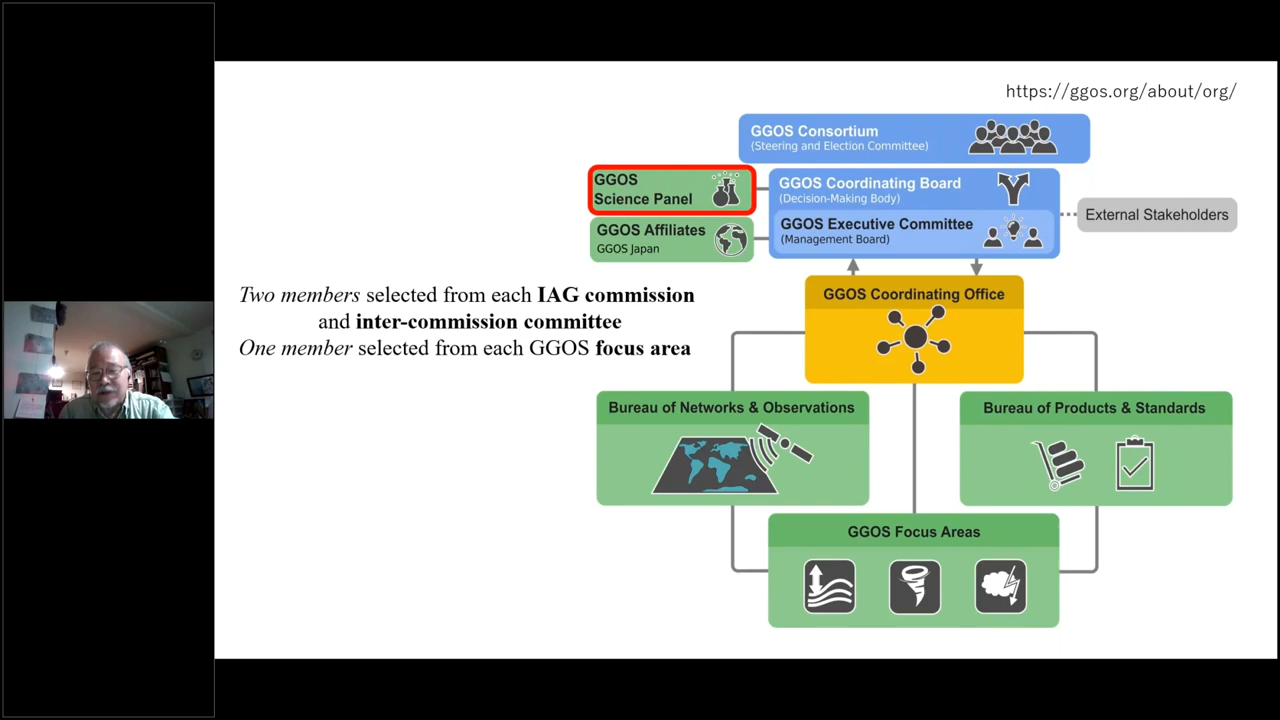 https://ggos.org/about/org/
GGOS Consortium
(Steering and Election Committee)
GGOS
Science Panel
GGOS Coordinating Board
(Decision-Making Body)
GGOS Executive Committee
(Management Board)
External Stakeholders
GGOS Affiliates
GGOS Japan
Two members selected from each IAG commission
and inter-commission committee
One member selected from each GGOS focus area
GGOS Coordinating Office
Bureau of Networks & Observations
Bureau of Products & Standards
GGOS Focus Areas